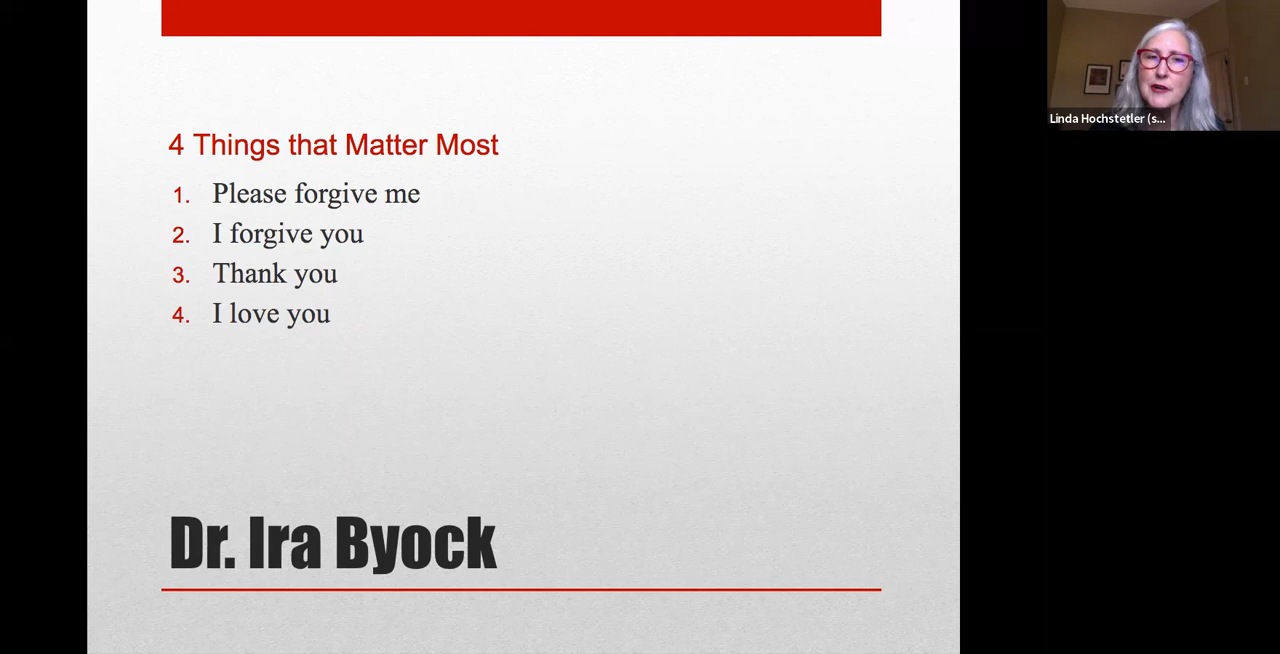 4 Things that Matter Most
1. Please forgive me
2. I forgive you
3. Thank you
4. I love you
Dr. Ira Byock
Linda Hochstetler (s...